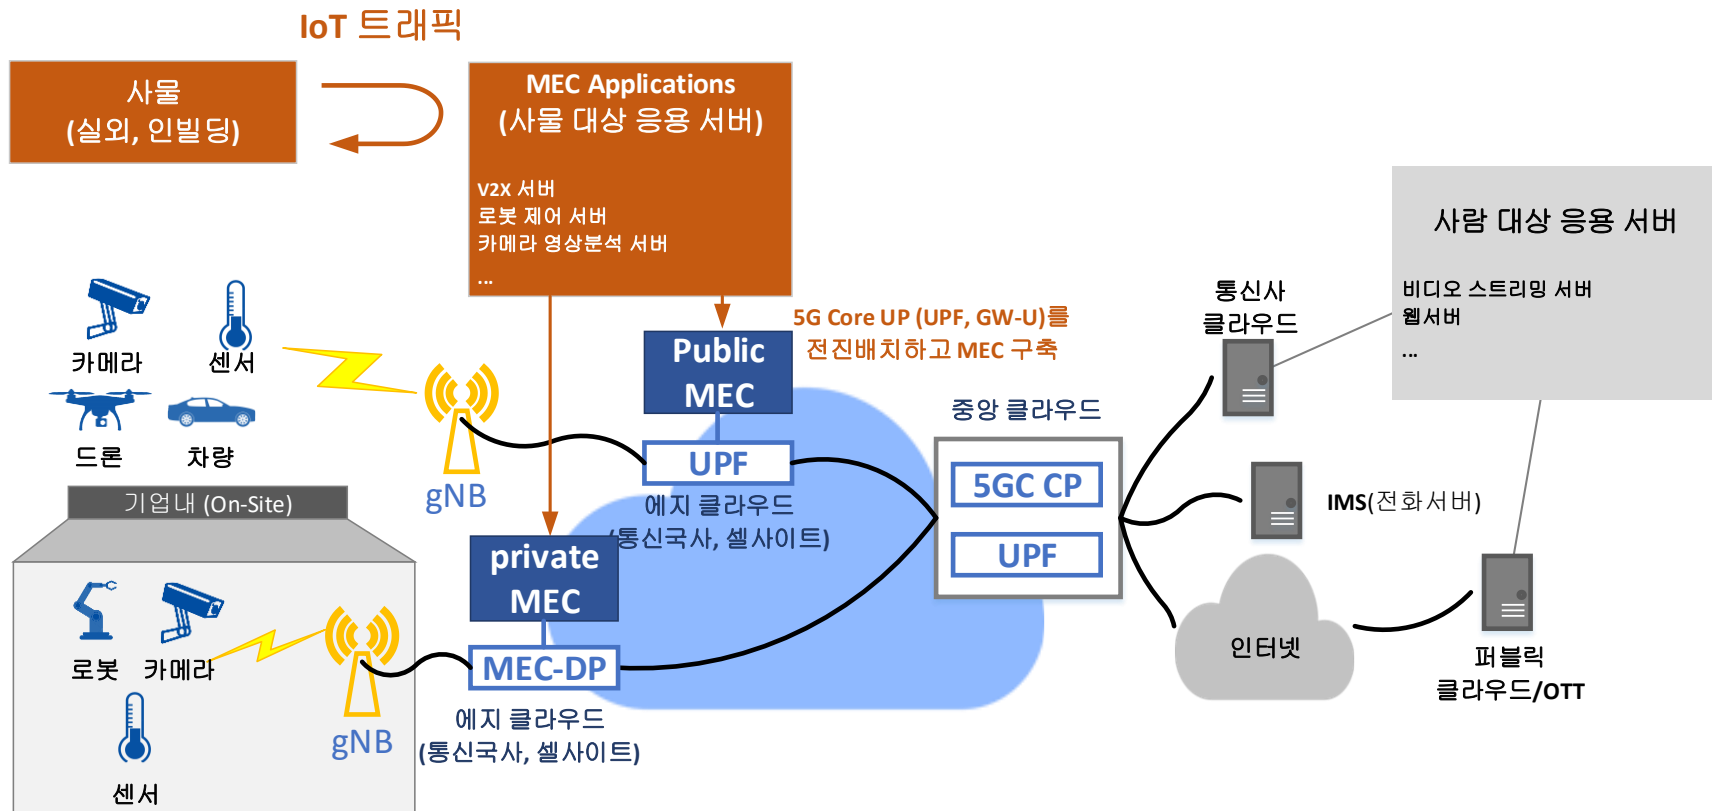 IoT 트래픽
사물
(실외, 인빌딩)
MEC Applications
(사물 대상 응용 서버)
V2X 서버
로봇 제어 서버
카메라 영상분석 서버
...
사람 대상 응용 서버
비디오 스트리밍 서버
웹서버
...
통신사
클라우드
5G Core UP (UPF, GW-U)를
전진배치하고 MEC 구축
카메라
센서
드론
차량
gNB
Public
MEC
UPF
에지 클라우드
(통신국사, 셀사이트)
중앙 클라우드
5GC CP
UPF
IMS(전화서버)
인터넷
퍼블릭
클라우드/OTT
기업내 (On-Site)
로봇
카메라
센서
gNB
private
MEC
MEC-DP
에지 클라우드
(통신국사, 셀사이트)